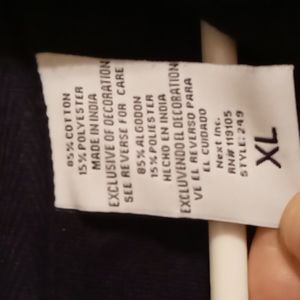 85% COTTON
15% POLYESTER
MADE IN INDIA
EXCLUSIVE OF DECORATION
SEE REVERSE FOR CARE
85% ALGODON
15% POLIESTER
HECHO EN INDIA
EXCLUVENDO EL DECORATION
VE EL REVERSO PARA
EL CUIDADO
Next Inc.
RN# 119105
STYLE: 249
XL